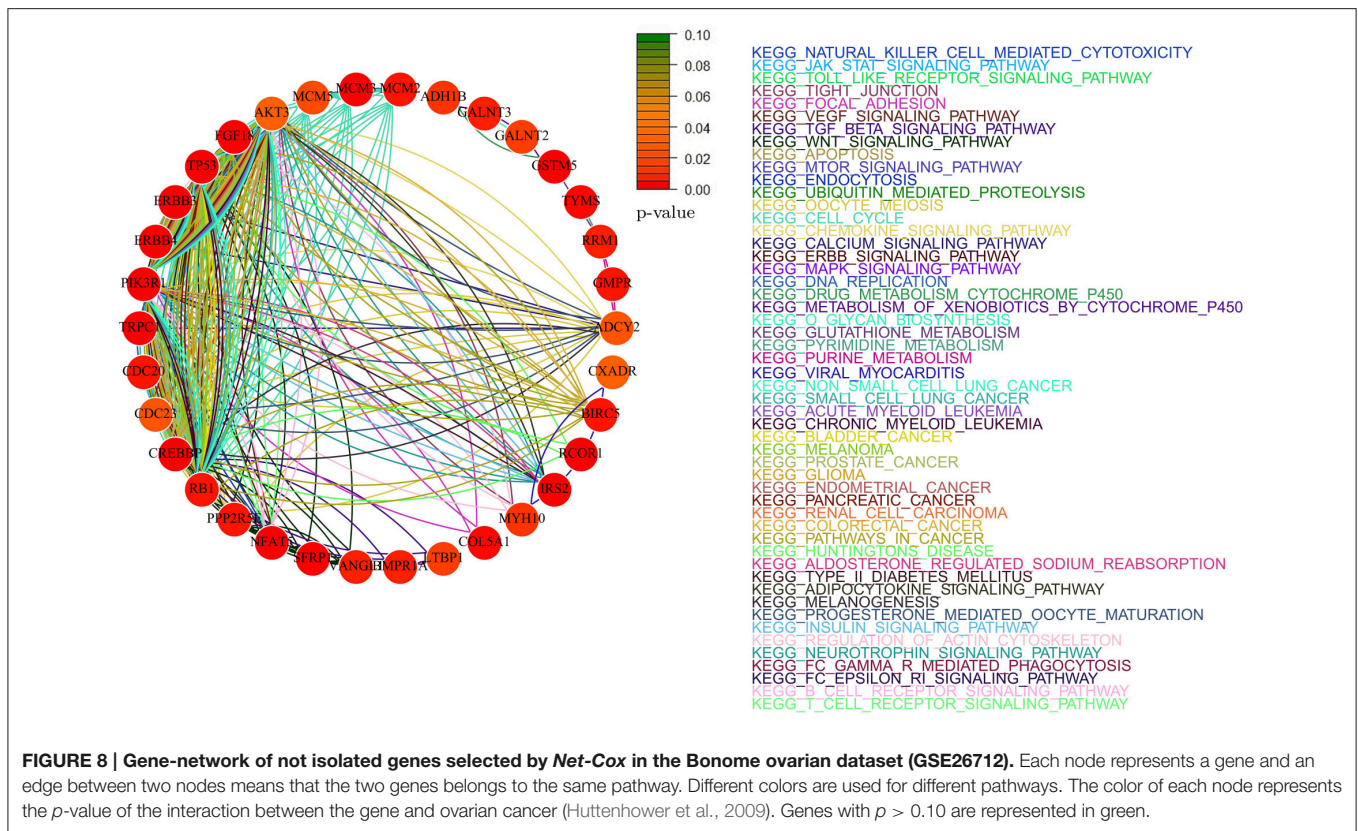 0.10
0.08
0.06
0.04
0.02
0.00
p-value
AKT3
MCM5
MCM3
MCM2
ADH1B
GALNT3
GALNT2
GSTM5
TYMS
RRM1
GMPR
ADCY2
CXADR
BIRC5
RCOR1
IRS2
MYH10
COL5A1
TBP1
BMPR1A
SFRP1
RB1
CREBBP
CDC23
CDC20
PIK3R1
ERBB4
ERBB3
TP53
FGF18
KEGG_NATURAL_KILLER_CELL_MEDIATED_CYTOTOXICITY
KEGG_JAK_STAT_SIGNALING_PATHWAY
KEGG_TOLL_LIKE_RECEPTOR_SIGNALING_PATHWAY
KEGG_TIGHT_JUNCTION
KEGG_FOCAL_ADHESION
KEGG_VEGF_SIGNALING_PATHWAY
KEGG_TGF_BETA_SIGNALING_PATHWAY
KEGG_WNT_SIGNALING_PATHWAY
KEGG_APOPTOSIS
KEGG_MTOR_SIGNALING_PATHWAY
KEGG_ENDOCYTOSIS
KEGG_UBIQUITIN_MEDIATED_PROTEOLYSIS
KEGG_OOCYTE_MEIOSIS
KEGG_CELL_CYCLE
KEGG_CHEMOKINE_SIGNALING_PATHWAY
KEGG_CALCIUM_SIGNALING_PATHWAY
KEGG_ERBB_SIGNALING_PATHWAY
KEGG_MAPK_SIGNALING_PATHWAY
KEGG_DNA_REPLICATION
KEGG_DRUG_METABOLISM_CYTOCHROME_P450
KEGG_METABOLISM_OF_XENOBIOTICS_BY_CYTOCHROME_P450
KEGG_O_GLYCAN_BIOSYNTHESIS
KEGG_GLUTATHIONE_METABOLISM
KEGG_PYRIMIDINE_METABOLISM
KEGG_PURINE_METABOLISM
KEGG_VIRAL_MYOCARDITIS
KEGG_NON_SMALL_CELL_LUNG_CANCER
KEGG_SMALL_CELL_LUNG_CANCER
KEGG_ACUTE_MYELOID_LEUKEMIA
KEGG_CHRONIC_MYELOID_LEUKEMIA
KEGG_BLADDER_CANCER
KEGG_MELANOMA
KEGG_PROSTATE_CANCER
KEGG_GLIOMA
KEGG_ENDOMETRIAL_CANCER
KEGG_PANCREATIC_CANCER
KEGG_RENAL_CELL_CARCINOMA
KEGG_COLORECTAL_CANCER
KEGG_PATHWAYS_IN_CANCER
KEGG_HUNTINGTONS_DISEASE
KEGG_ALDOSTERONE_REGULATED_SODIUM_REABSORPTION
KEGG_TYPE_II_DIABETES_MELLITUS
KEGG_ADIPOCYTOKINE_SIGNALING_PATHWAY
KEGG_MELANOGENESIS
KEGG_PROGESTERONE_MEDIATED_OOCYTE_MATURATION
KEGG_INSULIN_SIGNALING_PATHWAY
KEGG_REGULATION_OF_ACTIN_CYTOSKELETON
KEGG_NEUROTROPHIN_SIGNALING_PATHWAY
KEGG_FC_GAMMA_R_MEDIATED_PHAGOCYTOSIS
KEGG_FC_EPSILON_RI_SIGNALING_PATHWAY
KEGG_B_CELL_RECEPTOR_SIGNALING_PATHWAY
KEGG_T_CELL_RECEPTOR_SIGNALING_PATHWAY
FIGURE 8 | Gene-network of not isolated genes selected by Net-Cox in the Bonome ovarian dataset (GSE26712). Each node represents a gene and an
edge between two nodes means that the two genes belongs to the same pathway. Different colors are used for different pathways. The color of each node represents
the p-value of the interaction between the gene and ovarian cancer (Huttenhower et al., 2009). Genes with p > 0.10 are represented in green.